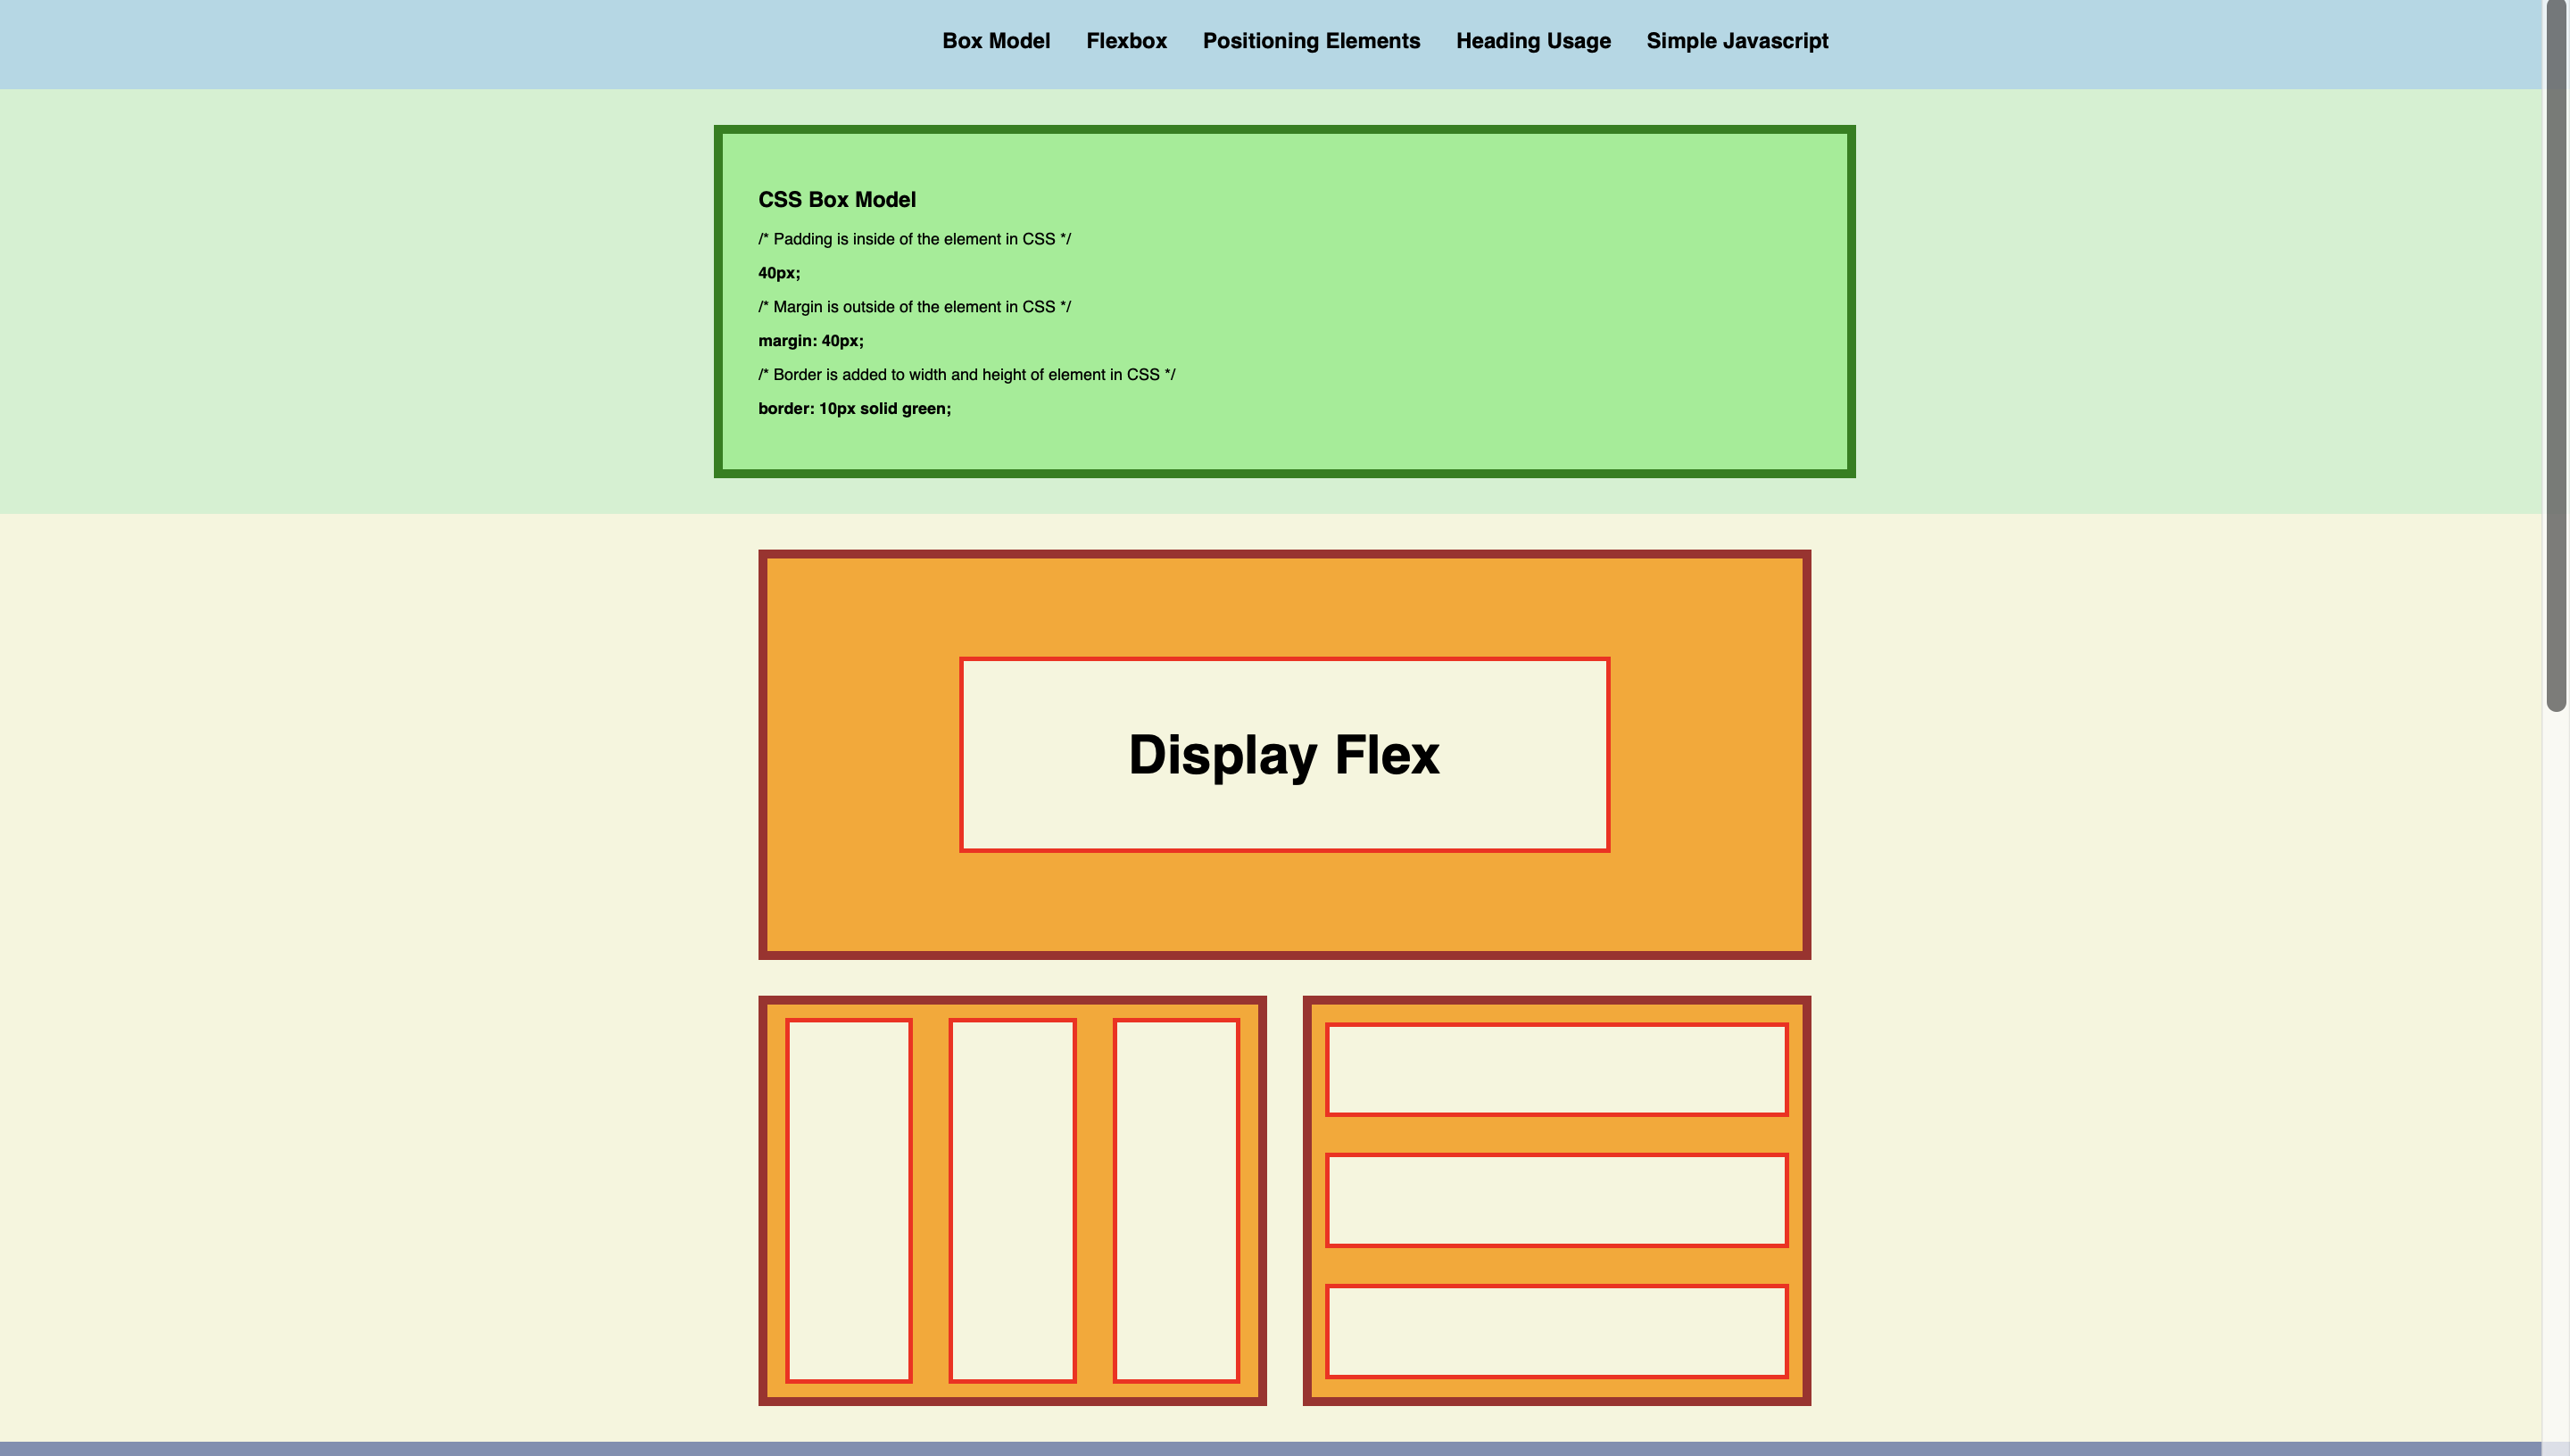 Box Model Flexbox Positioning Elements Heading Usage Simple Javascript
CSS Box Model
/* Padding is inside of the element in CSS */
40px;
/* Margin is outside of the element in CSS */
margin: 40px;
/* Border is added to width and height of element in CSS */
border: 10px solid green;
Display Flex